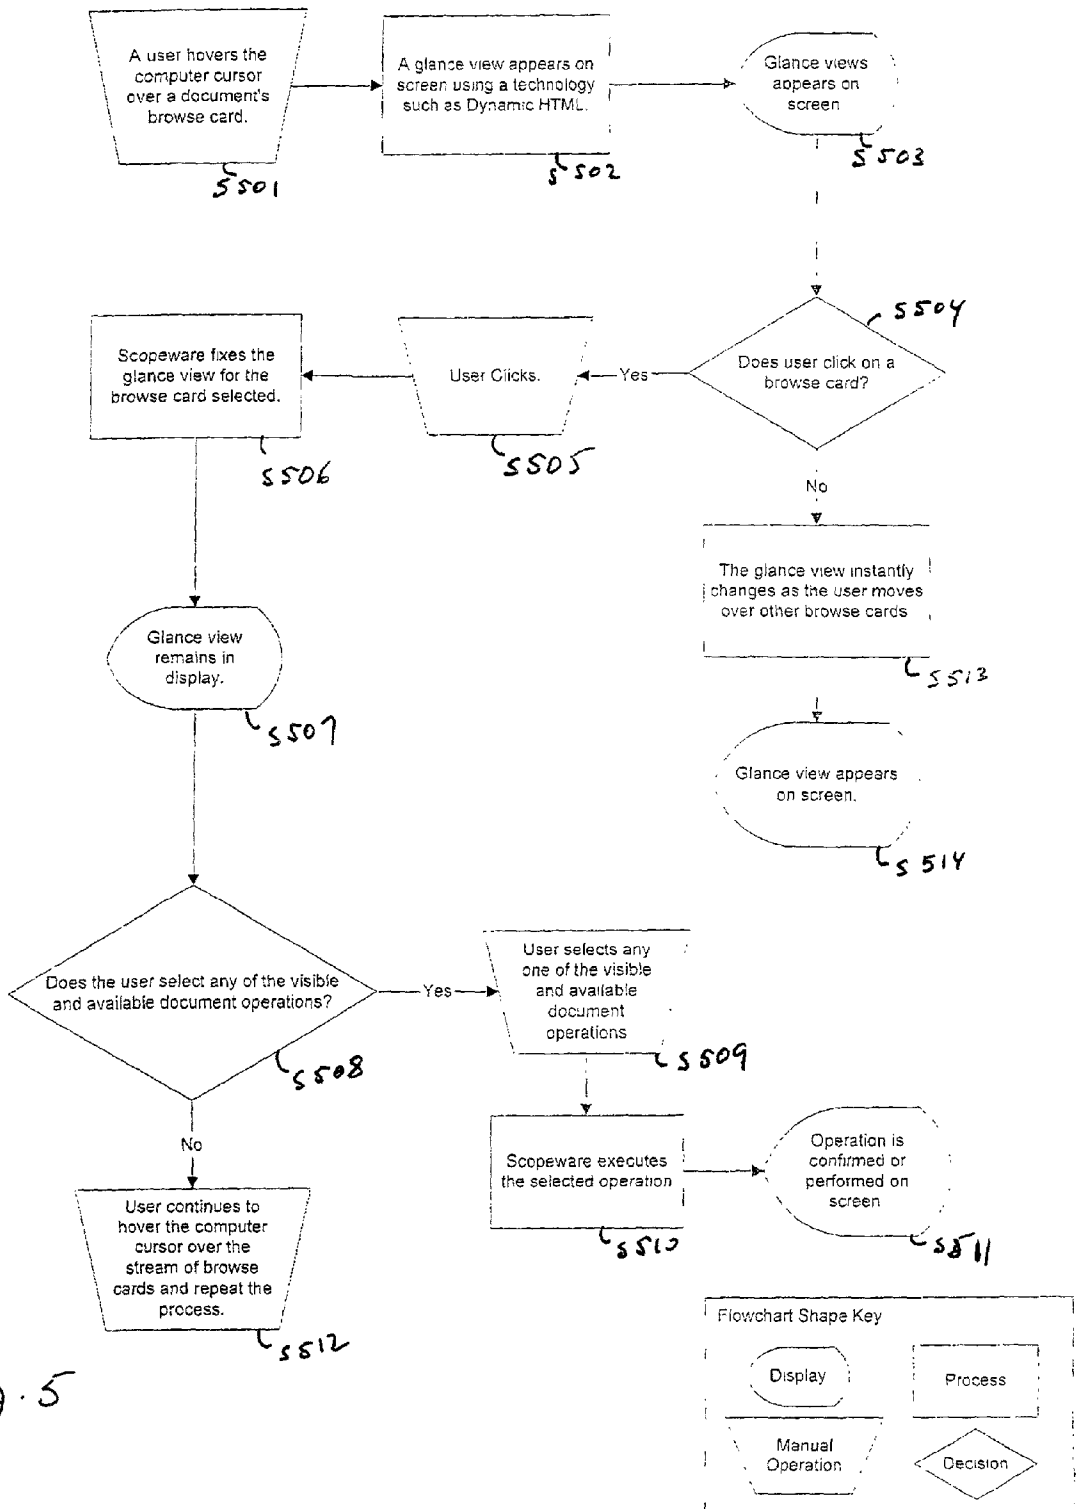 A user hovers the
computer cursor
over a document's
browse card.
S501
A glance view appears on
screen using a technology
such as Dynamic HTML.
S502
Glance views
appears on
screen
S503
S504
Does user click on a
browse card?
Yes
User Clicks.
S505
Scopeware fixes the
glance view for the
browse card selected.
S506
No
The glance view instantly
changes as the user moves
over other browse cards
S513
Glance view appears
on screen.
S514
Glance view
remains in
display.
S507
Does the user select any of the visible
and available document operations?
S508
Yes
User selects any
one of the visible
and available
document
operations
S509
Scopeware executes
the selected operation
S510
Operation is
confirmed or
performed on
screen
S511
No
User continues to
hover the computer
cursor over the
stream of browse
cards and repeat the
process.
S512
Flowchart Shape Key
Display
Process
Manual
Operation
Decision
. 5